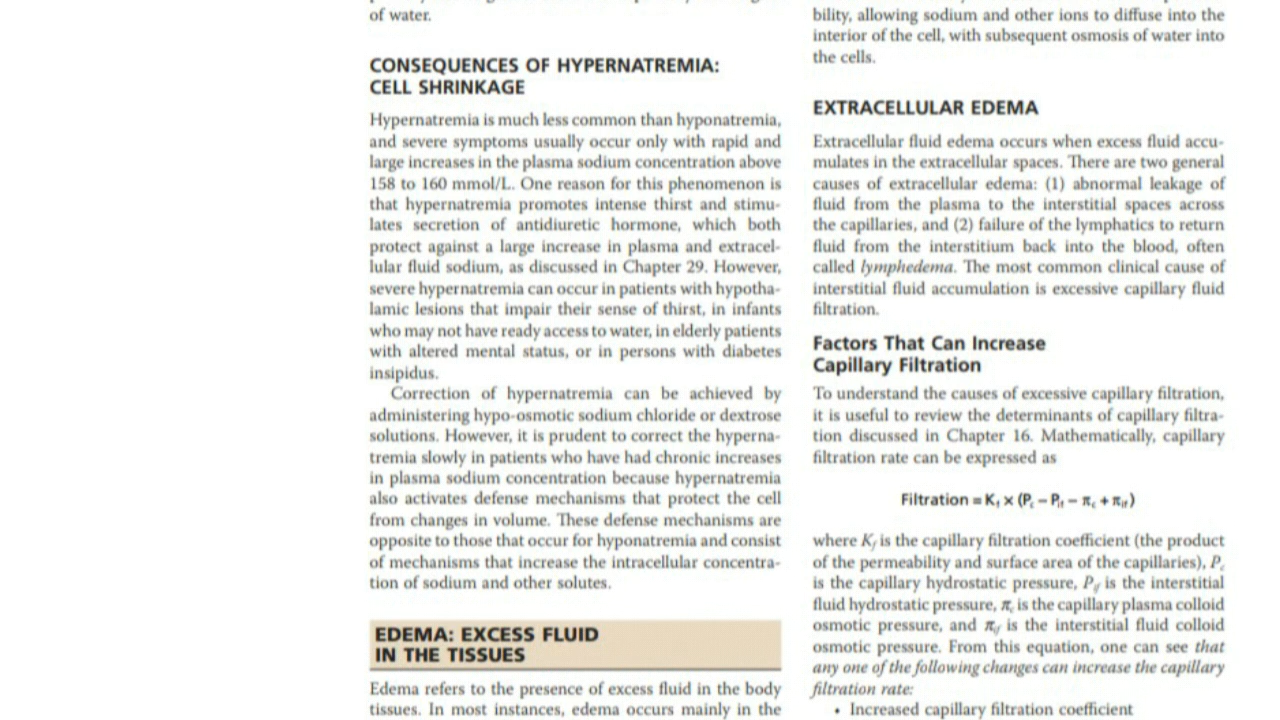 of water.
CONSEQUENCES OF HYPERNATREMIA:
CELL SHRINKAGE
Hypernatremia is much less common than hyponatremia,
and severe symptoms usually occur only with rapid and
large increases in the plasma sodium concentration above
158 to 160 mmol/L. One reason for this phenomenon is
that hypernatremia promotes intense thirst and stimu-
lates secretion of antidiuretic hormone, which both
protect against a large increase in plasma and extracel-
lular fluid sodium, as discussed in Chapter 29. However,
severe hypernatremia can occur in patients with hypotha-
lamic lesions that impair their sense of thirst, in infants
who may not have ready access to water, in elderly patients
with altered mental status, or in persons with diabetes
insipidus.
Correction of hypernatremia can be achieved by
administering hypo-osmotic sodium chloride or dextrose
solutions. However, it is prudent to correct the hyperna-
tremia slowly in patients who have had chronic increases
in plasma sodium concentration because hypernatremia
also activates defense mechanisms that protect the cell
from changes in volume. These defense mechanisms are
opposite to those that occur for hyponatremia and consist
of mechanisms that increase the intracellular concentra-
tion of sodium and other solutes.
EDEMA: EXCESS FLUID
IN THE TISSUES
Edema refers to the presence of excess fluid in the body
tissues. In most instances, edema occurs mainly in the
bility, allowing sodium and other ions to diffuse into the
interior of the cell, with subsequent osmosis of water into
the cells.
EXTRACELLULAR EDEMA
Extracellular fluid edema occurs when excess fluid accu-
mulates in the extracellular spaces. There are two general
causes of extracellular edema: (1) abnormal leakage of
fluid from the plasma to the interstitial spaces across
the capillaries, and (2) failure of the lymphatics to return
fluid from the interstitium back into the blood, often
called lymphedema. The most common clinical cause of
interstitial fluid accumulation is excessive capillary fluid
filtration.
Factors That Can Increase
Capillary Filtration
To understand the causes of excessive capillary filtration,
it is useful to review the determinants of capillary filtra-
tion discussed in Chapter 16. Mathematically, capillary
filtration rate can be expressed as
Filtration = Kf × (Pc − Pif − πc + πif)
where Kf is the capillary filtration coefficient (the product
of the permeability and surface area of the capillaries), Pc
is the capillary hydrostatic pressure, Pif is the interstitial
fluid hydrostatic pressure, πc is the capillary plasma colloid
osmotic pressure, and πif is the interstitial fluid colloid
osmotic pressure. From this equation, one can see that
any one of the following changes can increase the capillary
filtration rate:
• Increased capillary filtration coefficient